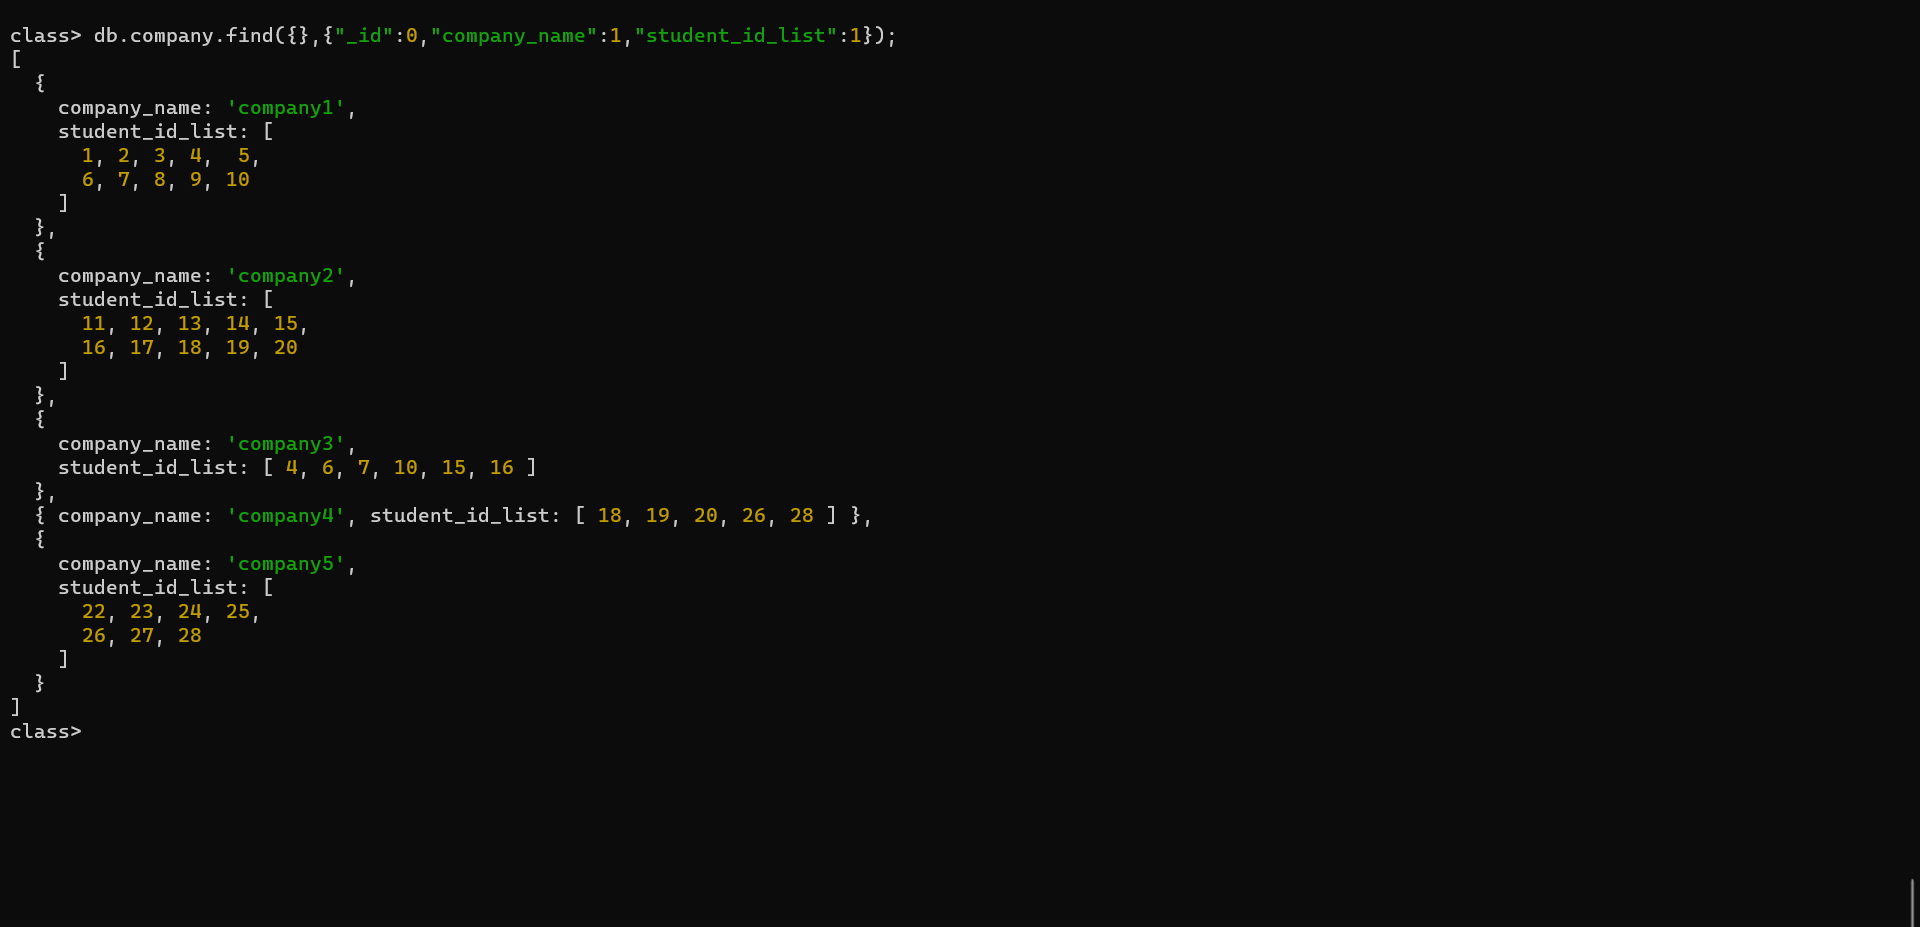 class> db.company.find({},{"_id":0,"company_name":1,"student_id_list":1});
[
  {
    company_name: 'company1',
    student_id_list: [
      1, 2, 3, 4,  5,
      6, 7, 8, 9, 10
    ]
  },
  {
    company_name: 'company2',
    student_id_list: [
      11, 12, 13, 14, 15,
      16, 17, 18, 19, 20
    ]
  },
  {
    company_name: 'company3',
    student_id_list: [ 4, 6, 7, 10, 15, 16 ]
  },
  { company_name: 'company4', student_id_list: [ 18, 19, 20, 26, 28 ] },
  {
    company_name: 'company5',
    student_id_list: [
      22, 23, 24, 25,
      26, 27, 28
    ]
  }
]
class>